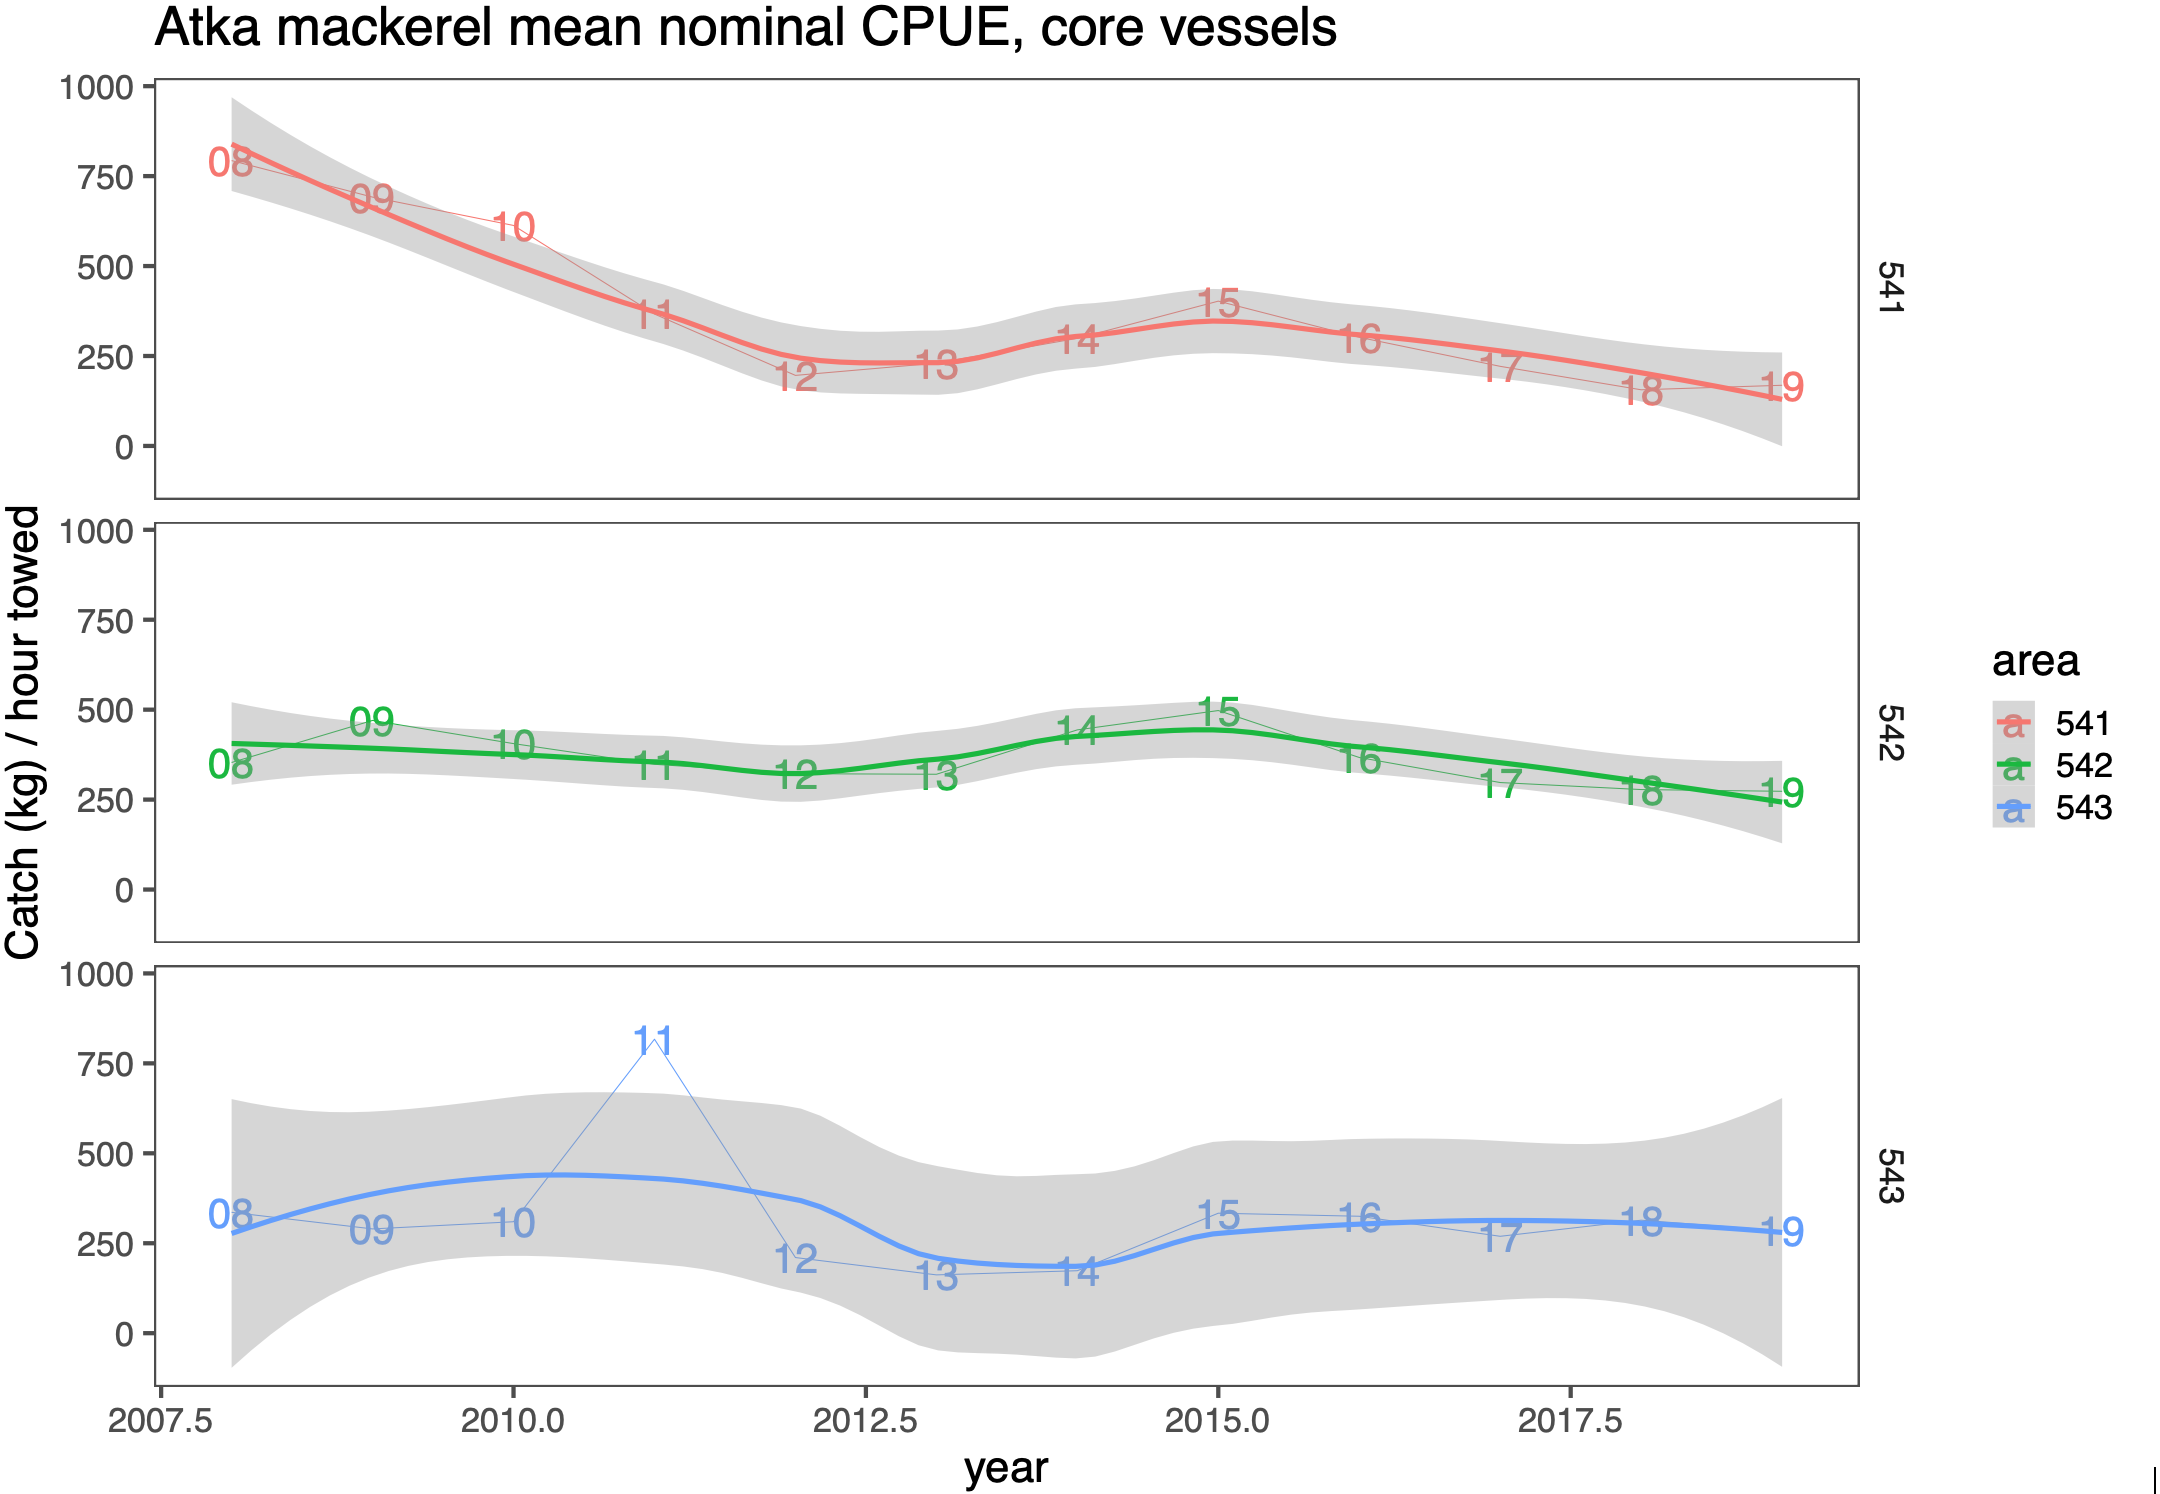 Atka mackerel mean nominal CPUE, core vessels
Catch (kg) / hour towed
1000
750
500
250
0
08 09 10 11 12 13 14 15 16 17 18 19
541
1000
750
500
250
0
08 09 10 11 12 13 14 15 16 17 18 19
542
1000
750
500
250
0
08 09 10 11 12 13 14 15 16 17 18 19
543
2007.5 2010.0 2012.5 2015.0 2017.5
year
area
a 541
a 542
a 543